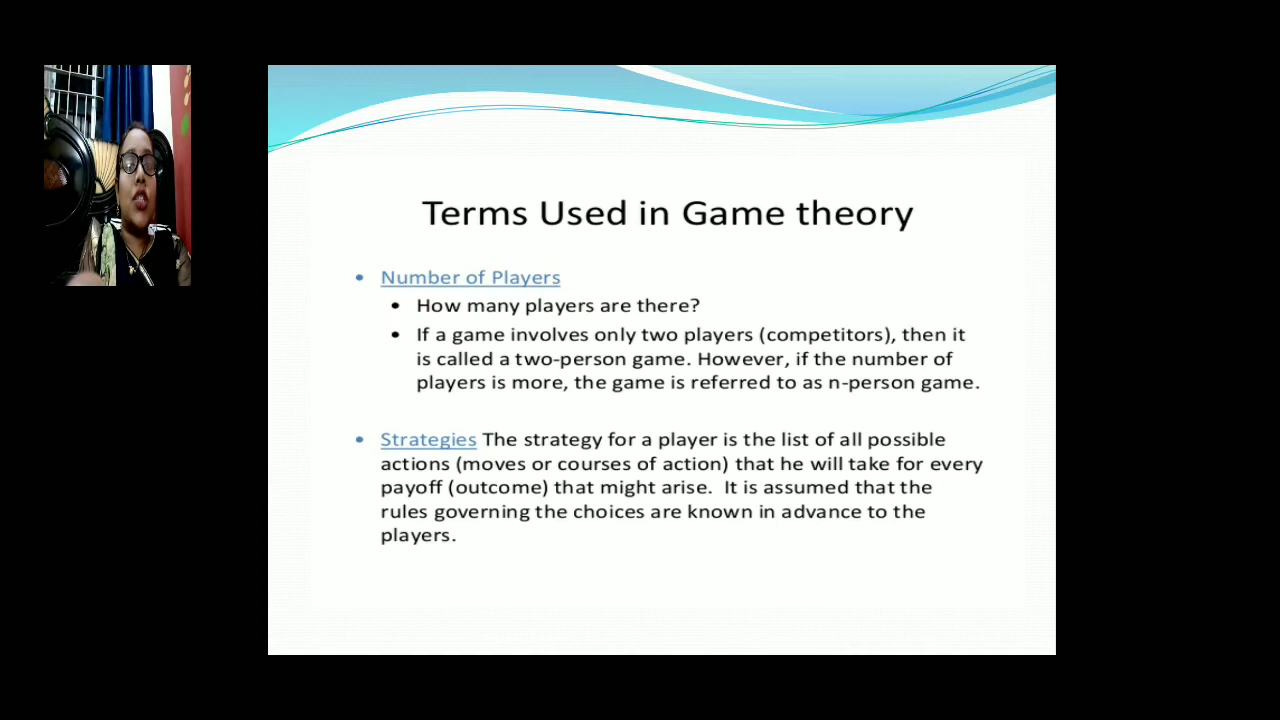 Terms Used in Game theory
• Number of Players
• How many players are there?
• If a game involves only two players (competitors), then it
is called a two-person game. However, if the number of
players is more, the game is referred to as n-person game.
• Strategies The strategy for a player is the list of all possible
actions (moves or courses of action) that he will take for every
payoff (outcome) that might arise.  It is assumed that the
rules governing the choices are known in advance to the
players.